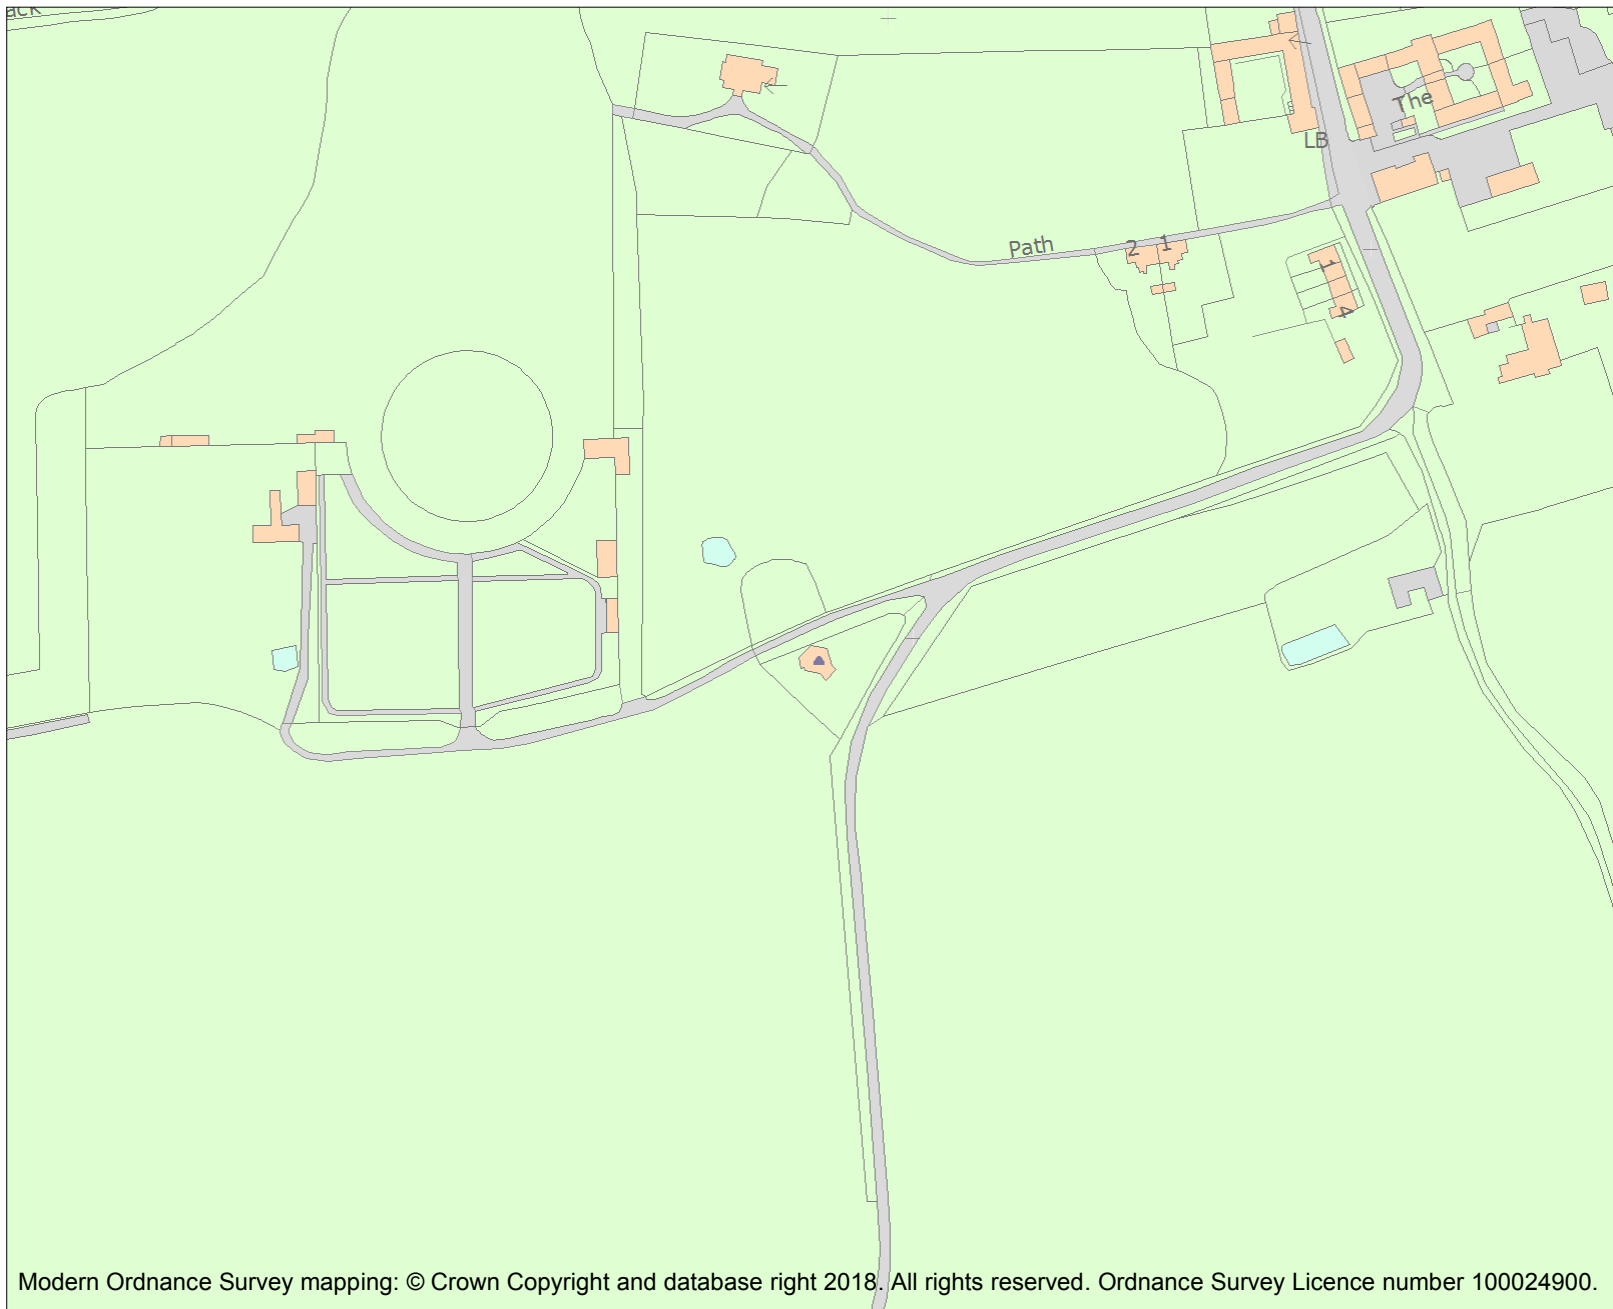 ack
The
LB
Path
2 1
1
4
Modern Ordnance Survey mapping: © Crown Copyright and database right 2018. All rights reserved. Ordnance Survey Licence number 100024900.